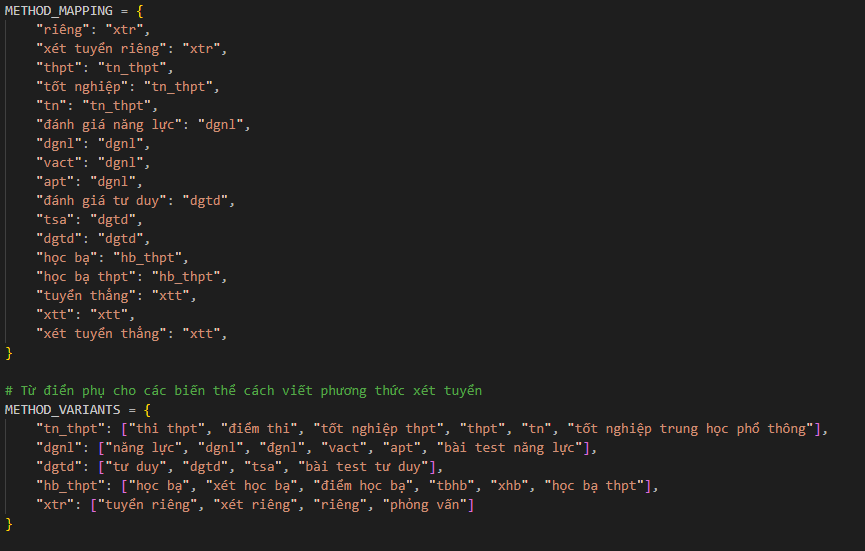 METHOD_MAPPING = {
    "riêng": "xtr",
    "xét tuyển riêng": "xtr",
    "thpt": "tn_thpt",
    "tốt nghiệp": "tn_thpt",
    "tn": "tn_thpt",
    "đánh giá năng lực": "dgnl",
    "dgnl": "dgnl",
    "vact": "dgnl",
    "apt": "dgnl",
    "đánh giá tư duy": "dgtd",
    "tsa": "dgtd",
    "dgtd": "dgtd",
    "học bạ": "hb_thpt",
    "học bạ thpt": "hb_thpt",
    "tuyển thẳng": "xtt",
    "xtt": "xtt",
    "xét tuyển thẳng": "xtt",
}
# Từ điển phụ cho các biến thể cách viết phương thức xét tuyển
METHOD_VARIANTS = {
    "tn_thpt": ["thi thpt", "điểm thi", "tốt nghiệp thpt", "thpt", "tn", "tốt nghiệp trung học phổ thông"],
    "dgnl": ["năng lực", "dgnl", "đgnl", "vact", "apt", "bài test năng lực"],
    "dgtd": ["tư duy", "dgtd", "tsa", "bài test tư duy"],
    "hb_thpt": ["học bạ", "xét học bạ", "điểm học bạ", "tbhb", "xhb", "học bạ thpt"],
    "xtr": ["tuyển riêng", "xét riêng", "riêng", "phỏng vấn"]
}